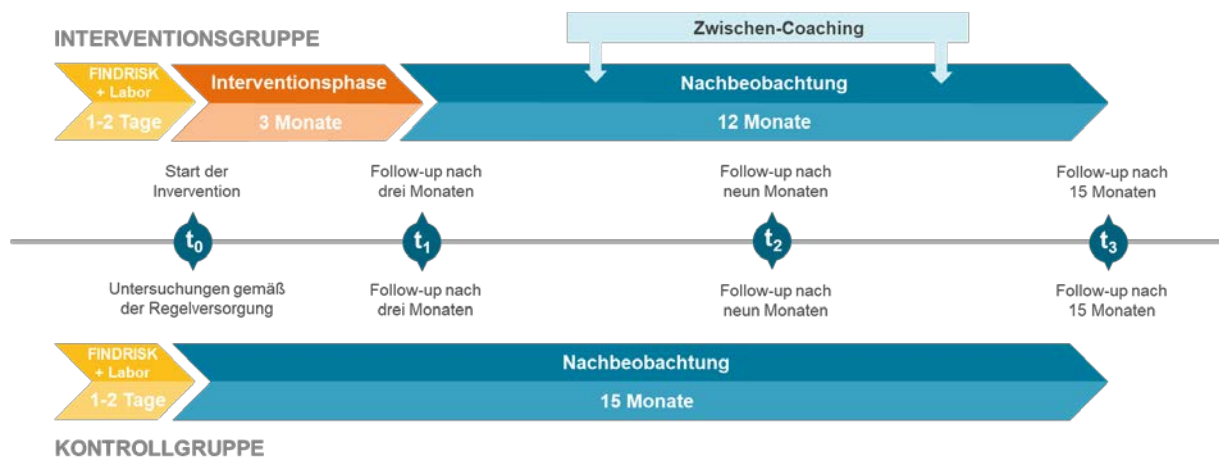 INTERVENTIONSGRUPPE
Zwischen-Coaching
FINDRISK
+ Labor
1-2 Tage
Interventionsphase
3 Monate
Nachbeobachtung
12 Monate
Start der
Invervention
Follow-up nach
drei Monaten
Follow-up nach
neun Monaten
Follow-up nach
15 Monaten
t₀
t₁
t₂
t₃
Untersuchungen gemäß
der Regelversorgung
Follow-up nach
drei Monaten
Follow-up nach
neun Monaten
Follow-up nach
15 Monaten
FINDRISK
+ Labor
1-2 Tage
Nachbeobachtung
15 Monate
KONTROLLGRUPPE